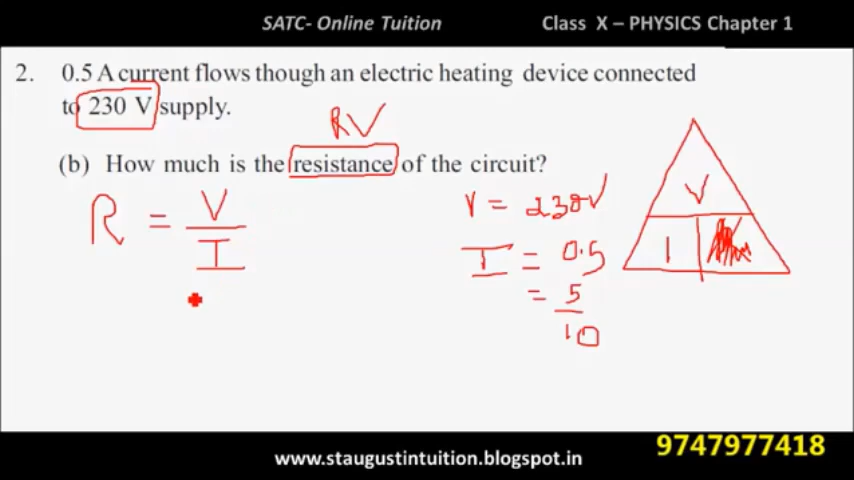 SATC- Online Tuition
Class X – PHYSICS Chapter 1
2. 0.5 A current flows though an electric heating device connected
to 230 V supply.
RV
(b) How much is the resistance of the circuit?
R = V / I
V = 230V
I = 0.5
= 5 / 10
V
I
9747977418
www.staugustintuition.blogspot.in